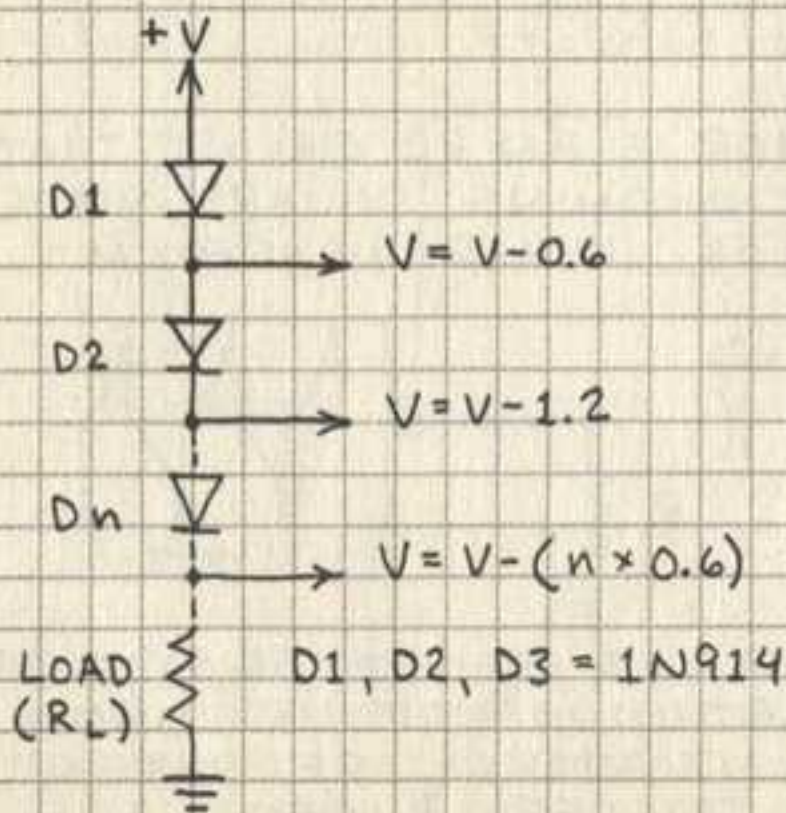 +V
D1
V = V - 0.6
D2
V = V - 1.2
Dn
V = V - (n × 0.6)
LOAD
(RL)
D1, D2, D3 = 1N914